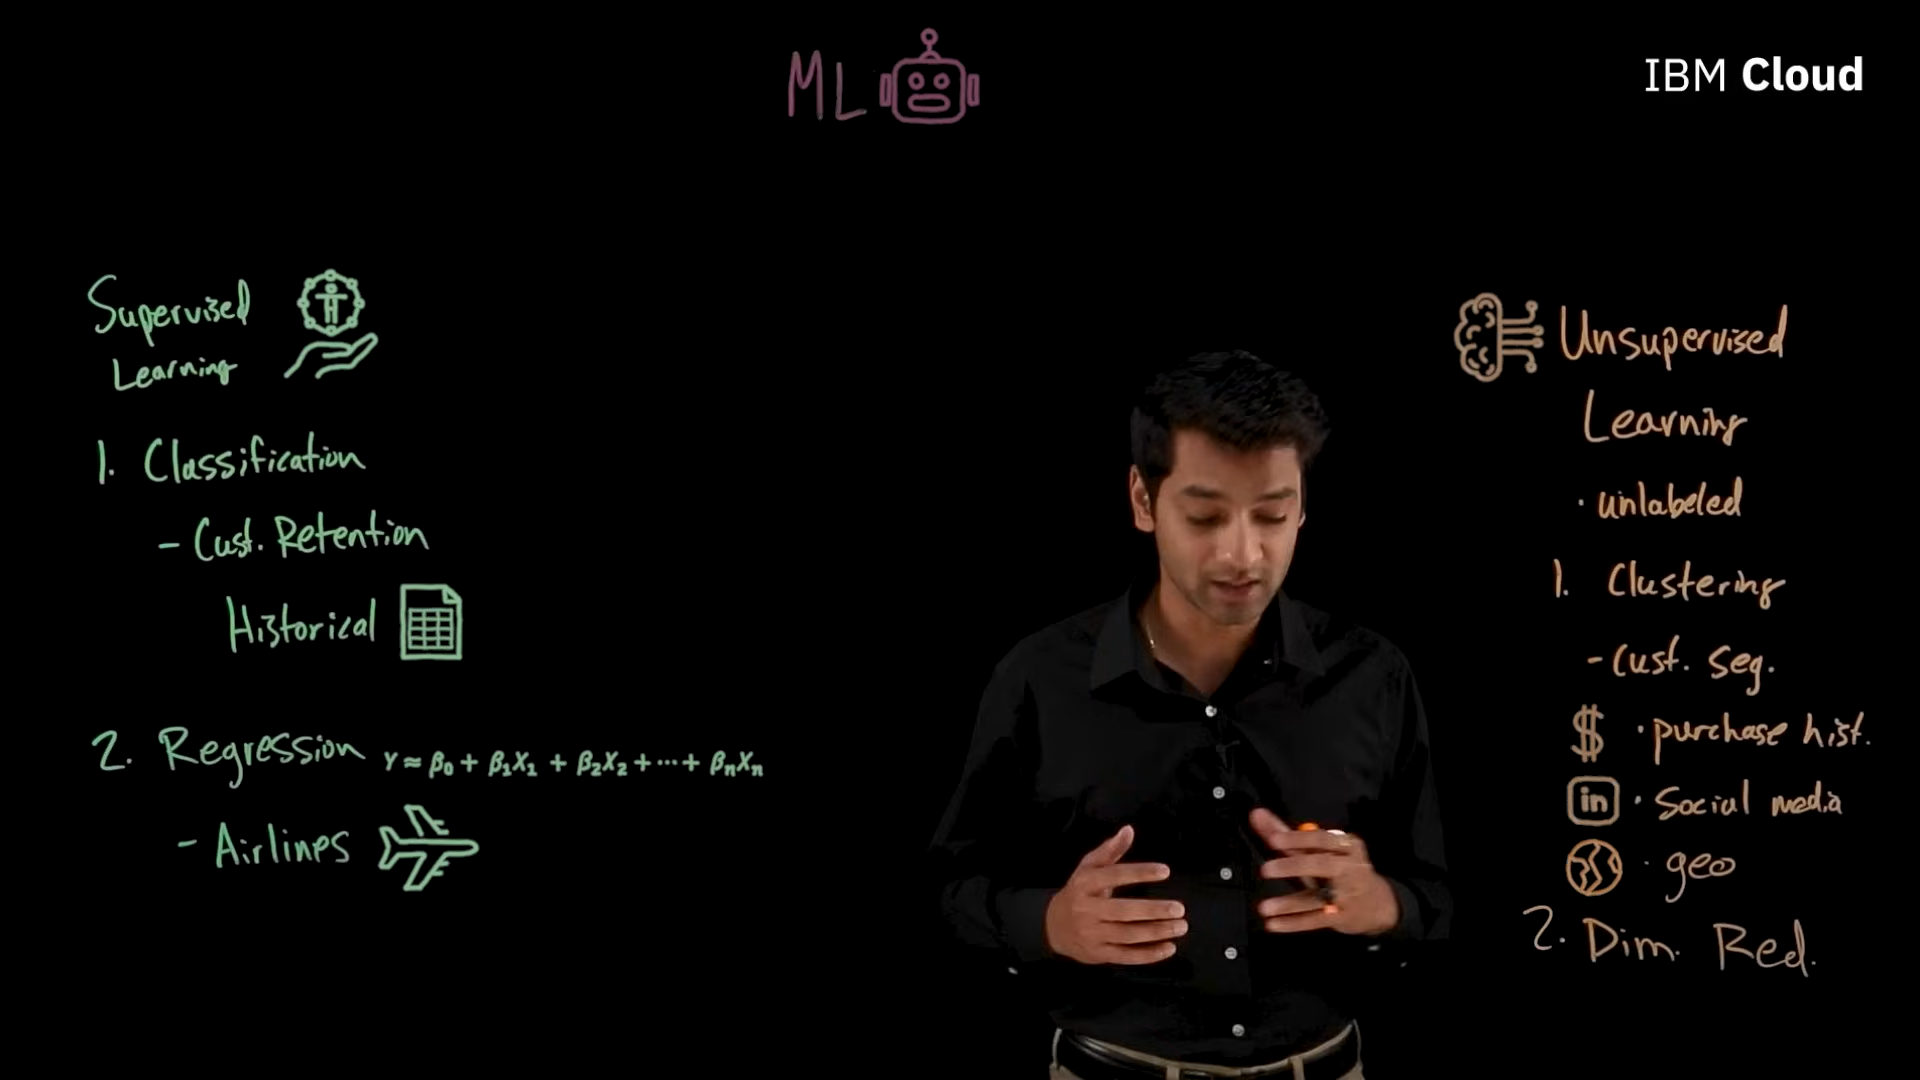 ML
IBM Cloud
Supervised
Learning
1. Classification
- Cust. Retention
Historical
2. Regression Y ≈ β₀ + β₁X₁ + β₂X₂ + ··· + βₙXₙ
- Airlines
Unsupervised
Learning
· unlabeled
1. Clustering
- Cust. Seg.
$ · purchase hist.
in · Social media
· geo
2. Dim. Red.